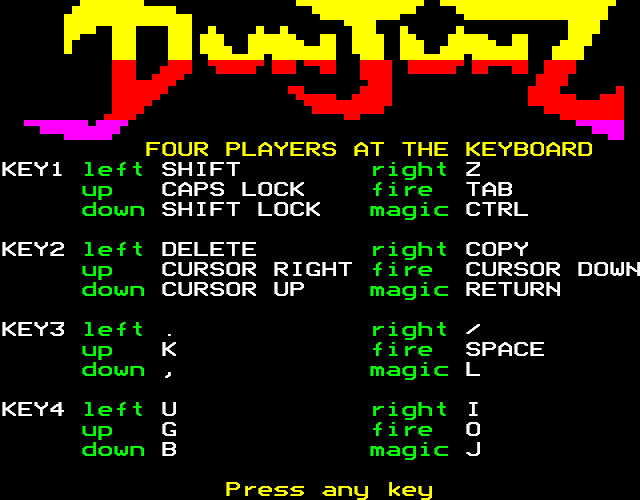 FOUR PLAYERS AT THE KEYBOARD
KEY1 left SHIFT right Z
up CAPS LOCK fire TAB
down SHIFT LOCK magic CTRL
KEY2 left DELETE right COPY
up CURSOR RIGHT fire CURSOR DOWN
down CURSOR UP magic RETURN
KEY3 left . right /
up K fire SPACE
down , magic L
KEY4 left U right I
up G fire O
down B magic J
Press any key